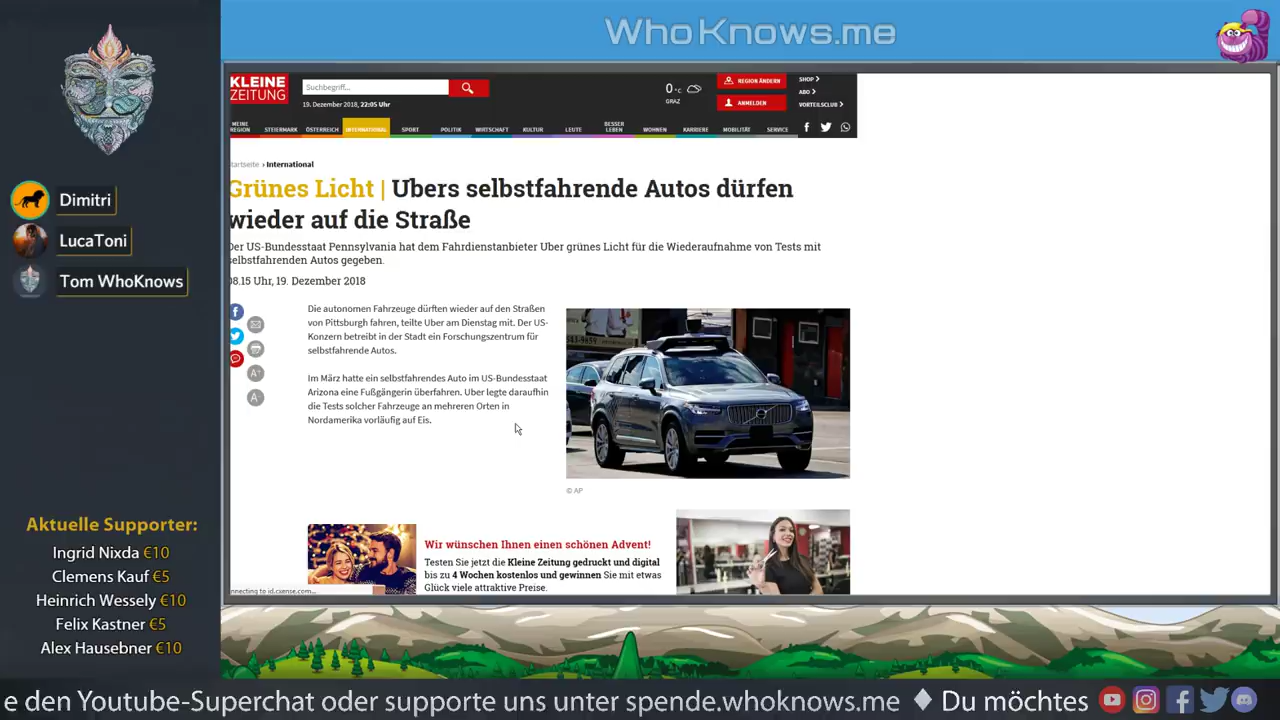 WhoKnows.me
Dimitri
LucaToni
Tom WhoKnows
Aktuelle Supporter:
Ingrid Nixda €10
Clemens Kauf €5
Heinrich Wessely €10
Felix Kastner €5
Alex Hausebner €10
KLEINE
ZEITUNG
Suchbegriff...
19. Dezember 2018, 22:05 Uhr
0 °C
GRAZ
REGION ÄNDERN
ANMELDEN
SHOP
ABO
VORTEILSCLUB
MEINE REGION STEIERMARK ÖSTERREICH INTERNATIONAL SPORT POLITIK WIRTSCHAFT KULTUR LEUTE BESSER LEBEN WOHNEN KARRIERE MOBILITÄT SERVICE
startseite › International
Grünes Licht | Ubers selbstfahrende Autos dürfen
wieder auf die Straße
Der US-Bundesstaat Pennsylvania hat dem Fahrdienstanbieter Uber grünes Licht für die Wiederaufnahme von Tests mit
selbstfahrenden Autos gegeben.
08.15 Uhr, 19. Dezember 2018
Die autonomen Fahrzeuge dürften wieder auf den Straßen
von Pittsburgh fahren, teilte Uber am Dienstag mit. Der US-
Konzern betreibt in der Stadt ein Forschungszentrum für
selbstfahrende Autos.
Im März hatte ein selbstfahrendes Auto im US-Bundesstaat
Arizona eine Fußgängerin überfahren. Uber legte daraufhin
die Tests solcher Fahrzeuge an mehreren Orten in
Nordamerika vorläufig auf Eis.
A+
A-
© AP
Wir wünschen Ihnen einen schönen Advent!
Testen Sie jetzt die Kleine Zeitung gedruckt und digital
bis zu 4 Wochen kostenlos und gewinnen Sie mit etwas
Glück viele attraktive Preise.
nnecting to id.cxense.com...
e den Youtube-Superchat oder einen ♦ Du möchtes